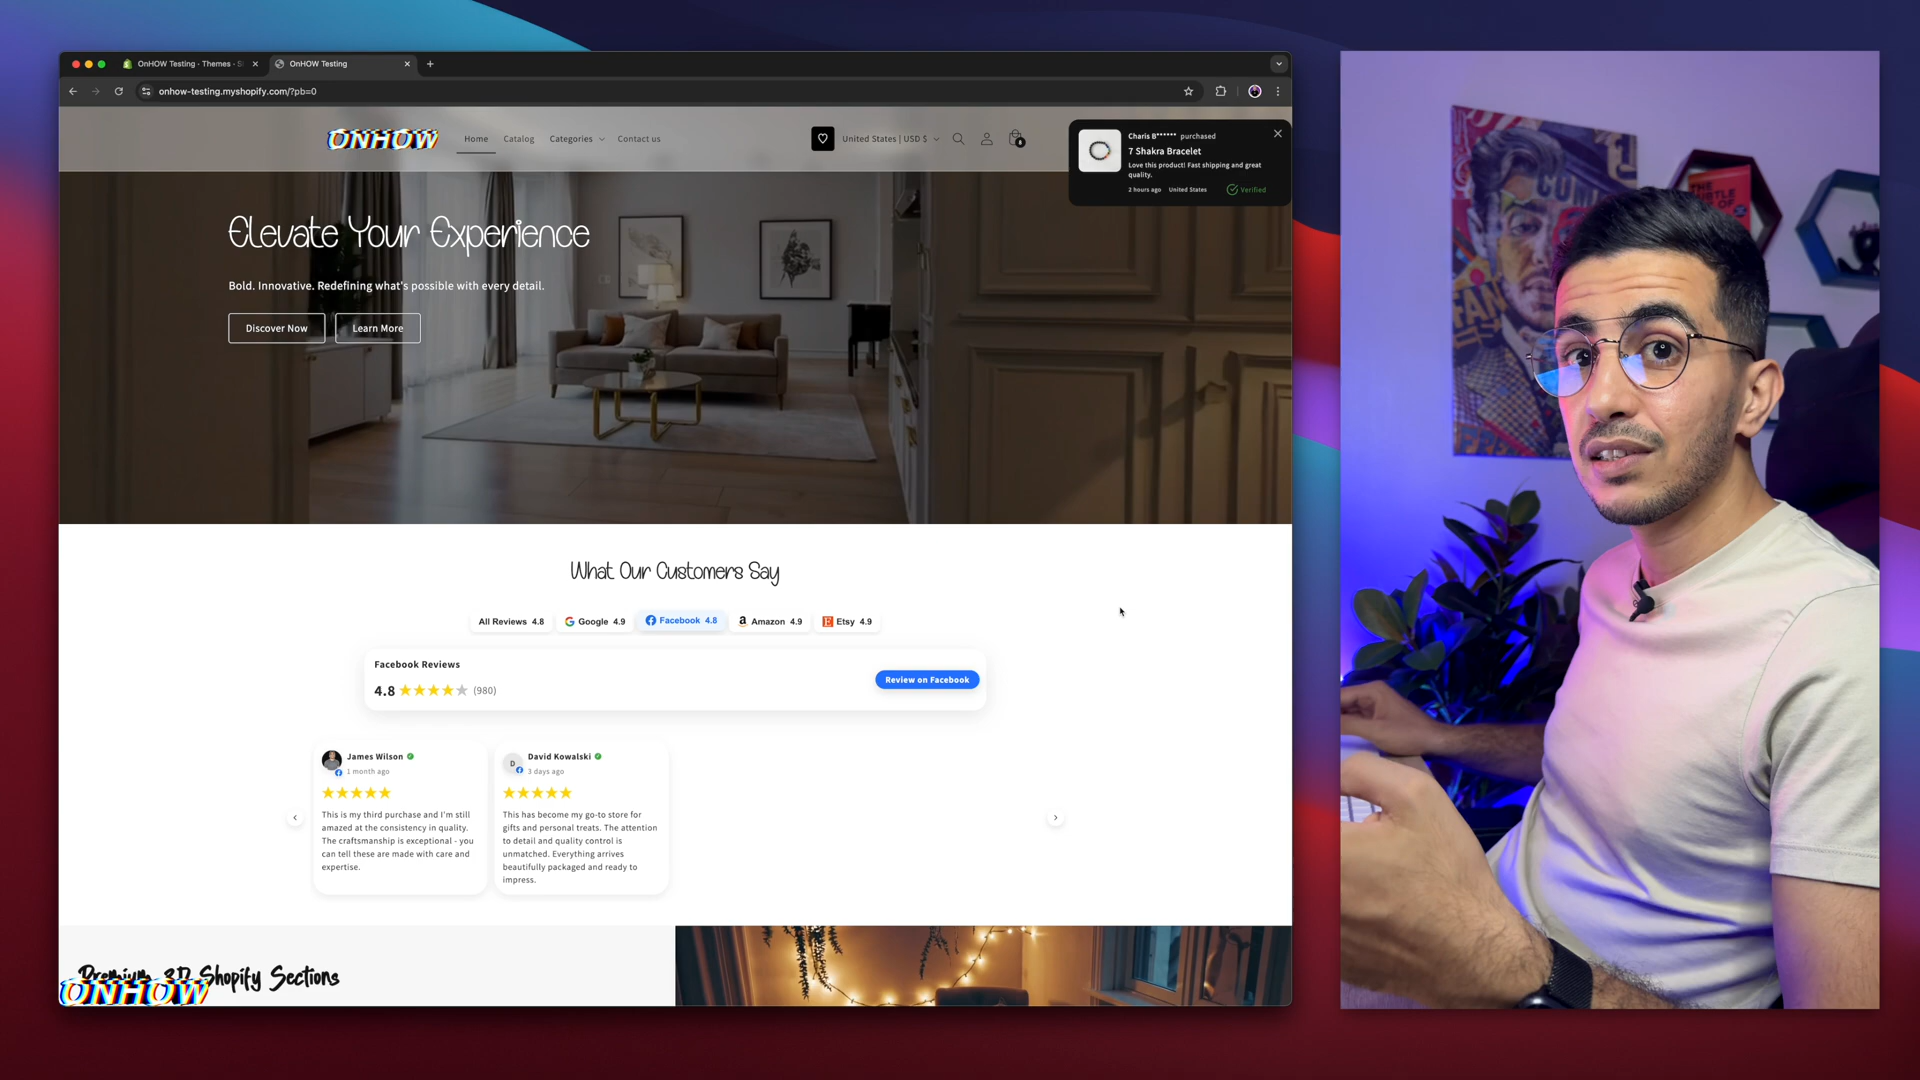 OnHOW Testing - Themes - S
OnHOW Testing
onhow-testing.myshopify.com/?pb=0
ONHOW
Home
Catalog
Categories
Contact us
United States | USD $
Charis B****** purchased
7 Shakra Bracelet
Love this product! Fast shipping and great
quality.
2 hours ago United States Verified
Elevate Your Experience
Bold. Innovative. Redefining what's possible with every detail.
Discover Now
Learn More
What Our Customers Say
All Reviews 4.8
Google 4.9
Facebook 4.8
Amazon 4.9
Etsy 4.9
Facebook Reviews
4.8 ★★★★★ (980)
Review on Facebook
James Wilson
1 month ago
This is my third purchase and I'm still
amazed at the consistency in quality.
The craftsmanship is exceptional - you
can tell these are made with care and
expertise.
D
David Kowalski
3 days ago
This has become my go-to store for
gifts and personal treats. The attention
to detail and quality control is
unmatched. Everything arrives
beautifully packaged and ready to
impress.
Premium 3D Shopify Sections
ONHOW
THE
SUBTLE